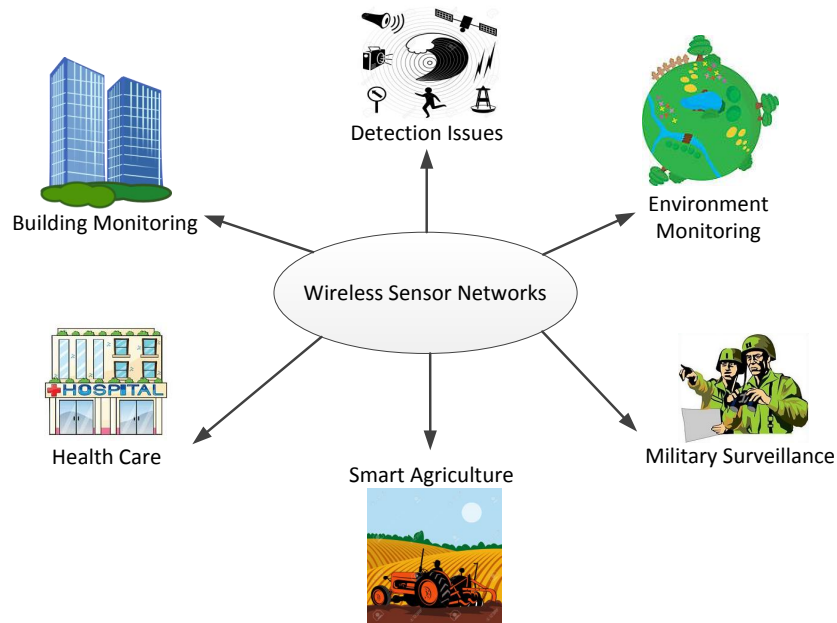 Detection Issues
Building Monitoring
Environment
Monitoring
Wireless Sensor Networks
HOSPITAL
Health Care
Military Surveillance
Smart Agriculture